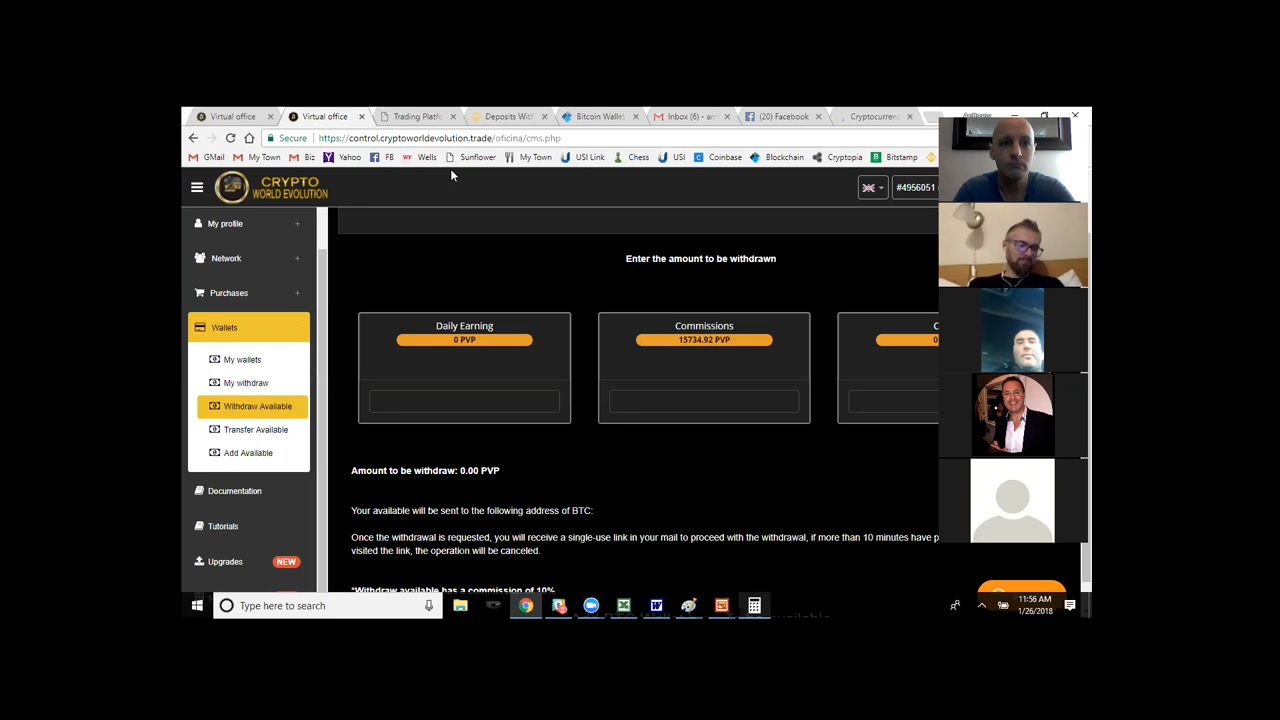 Virtual office
Virtual office
Trading Platfo
Deposits With
Bitcoin Wallet
Inbox (6) - an
(20) Facebook
Cryptocurrenc
Secure
https://control.cryptoworldevolution.trade/oficina/cms.php
GMail
My Town
Biz
Yahoo
FB
Wells
Sunflower
My Town
USI Link
Chess
USI
Coinbase
Blockchain
Cryptopia
Bitstamp
CRYPTO
WORLD EVOLUTION
#4956051
My profile
Network
Purchases
Wallets
My wallets
My withdraw
Withdraw Available
Transfer Available
Add Available
Documentation
Tutorials
Upgrades
NEW
Enter the amount to be withdrawn
Daily Earning
0 PVP
Commissions
15734.92 PVP
C
0
Amount to be withdraw: 0.00 PVP
Your available will be sent to the following address of BTC:
Once the withdrawal is requested, you will receive a single-use link in your mail to proceed with the withdrawal, if more than 10 minutes have p
visited the link, the operation will be canceled.
*Withdraw available has a commission of 10%
Type here to search
11:56 AM
1/26/2018